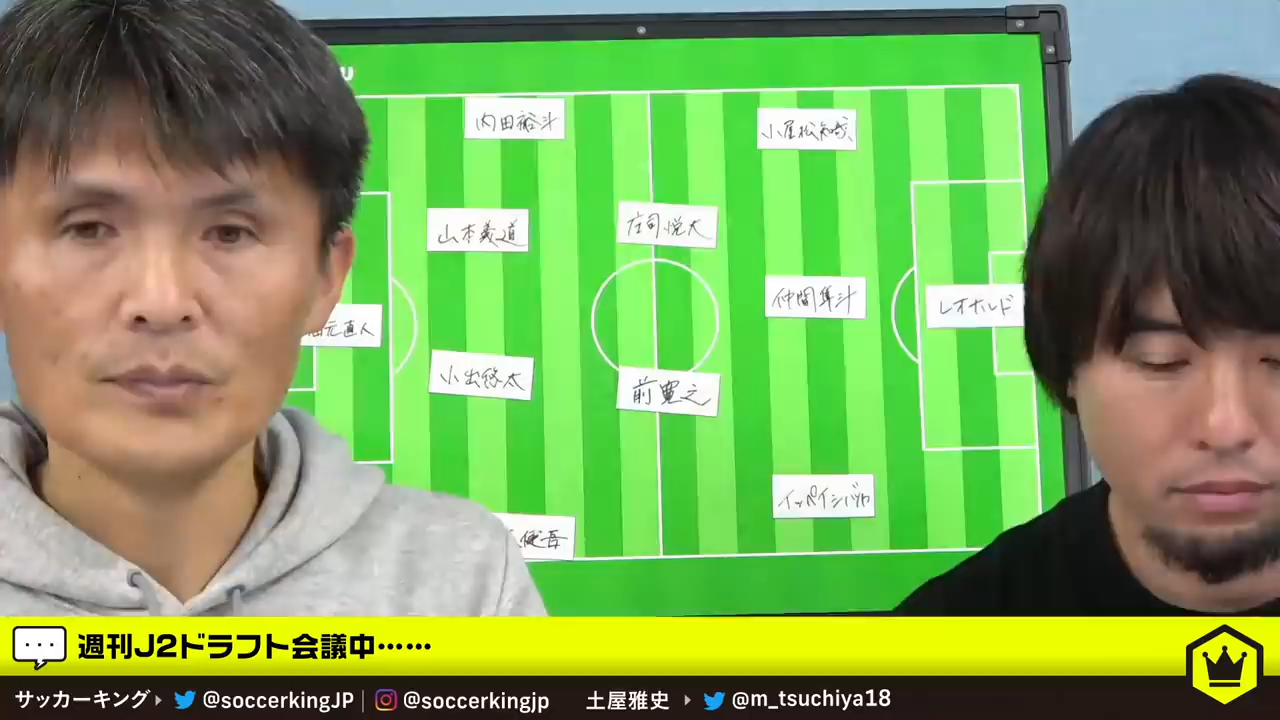 内田裕斗
小屋松知哉
山本義道
庄司悦大
仲間隼斗
レオナルド
元直人
小出悠太
前寛之
イッペイシノヅカ
健吾
週刊J2ドラフト会議中……
サッカーキング @soccerkingJP | @soccerkingjp 土屋雅史 @m_tsuchiya18